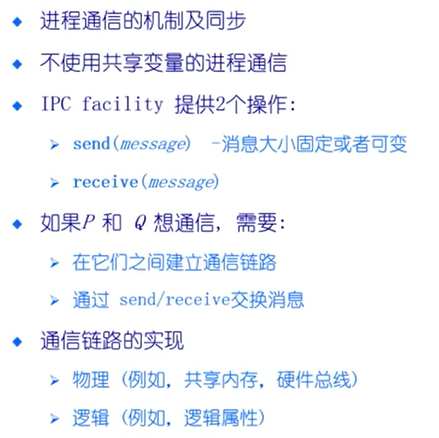 进程通信的机制及同步
不使用共享变量的进程通信
IPC facility 提供2个操作:
send(message) -消息大小固定或者可变
receive(message)
如果P 和 Q 想通信, 需要:
在它们之间建立通信链路
通过 send/receive交换消息
通信链路的实现
物理 (例如, 共享内存, 硬件总线)
逻辑 (例如, 逻辑属性)